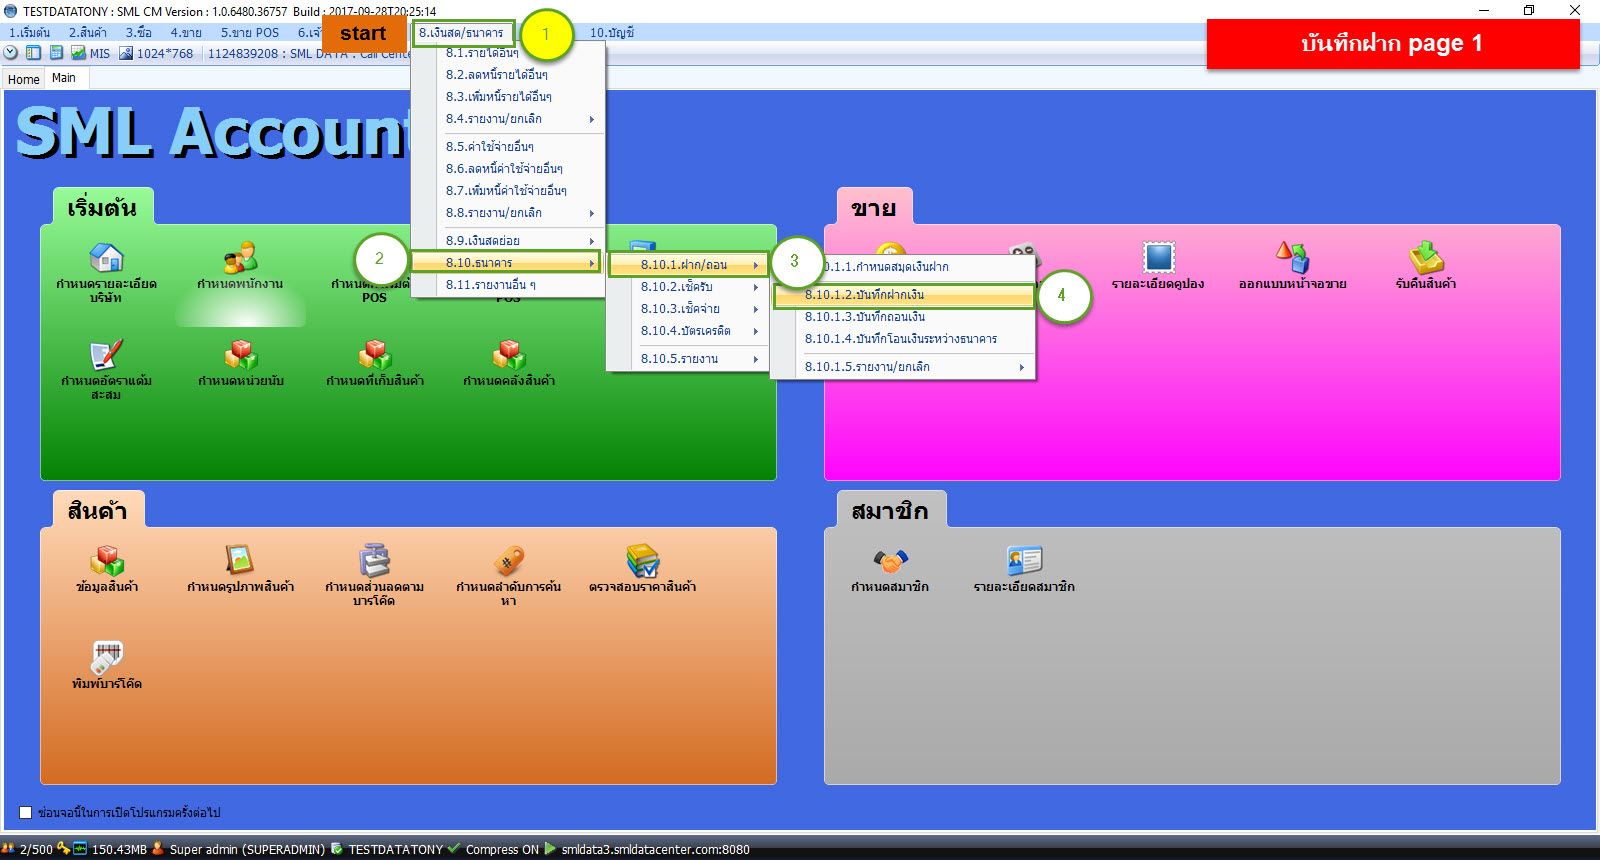 TESTDATATONY : SML CM Version : 1.0.6480.36757 Build : 2017-09-28T20:25:14
1.เริ่มต้น 2.สินค้า 3.ซื้อ 4.ขาย 5.ขาย POS
start
8.เงินสด/ธนาคาร
1
10.บัญชี
บันทึกฝาก page 1
MIS 1024*768 1124839208 : SML DATA : Call Cente
Home Main
SML Account
8.1.รายได้อื่นๆ
8.2.ลดหนี้รายได้อื่นๆ
8.3.เพิ่มหนี้รายได้อื่นๆ
8.4.รายงาน/ยกเลิก
8.5.ค่าใช้จ่ายอื่นๆ
8.6.ลดหนี้ค่าใช้จ่ายอื่นๆ
8.7.เพิ่มหนี้ค่าใช้จ่ายอื่นๆ
8.8.รายงาน/ยกเลิก
8.9.เงินสดย่อย
2
8.10.ธนาคาร
8.11.รายงานอื่น ๆ
8.10.1.ฝาก/ถอน
3
8.10.2.เช็ครับ
8.10.3.เช็คจ่าย
8.10.4.บัตรเครดิต
8.10.5.รายงาน
.1.1.กำหนดสมุดเงินฝาก
8.10.1.2.บันทึกฝากเงิน
4
8.10.1.3.บันทึกถอนเงิน
8.10.1.4.บันทึกโอนเงินระหว่างธนาคาร
8.10.1.5.รายงาน/ยกเลิก
เริ่มต้น
กำหนดรายละเอียด
บริษัท
กำหนดพนักงาน
POS
กำหนดอัตราแต้ม
สะสม
กำหนดหน่วยนับ
กำหนดที่เก็บสินค้า
กำหนดคลังสินค้า
ขาย
รายละเอียดคูปอง
ออกแบบหน้าจอขาย
รับคืนสินค้า
สินค้า
ข้อมูลสินค้า
กำหนดรูปภาพสินค้า
กำหนดส่วนลดตาม
บาร์โค๊ด
กำหนดลำดับการค้น
หา
ตรวจสอบราคาสินค้า
พิมพ์บาร์โค๊ด
สมาชิก
กำหนดสมาชิก
รายละเอียดสมาชิก
ซ่อนจอนี้ในการเปิดโปรแกรมครั้งต่อไป
2/500 150.43MB Super admin (SUPERADMIN) TESTDATATONY Compress ON smldata3.smldatacenter.com:8080